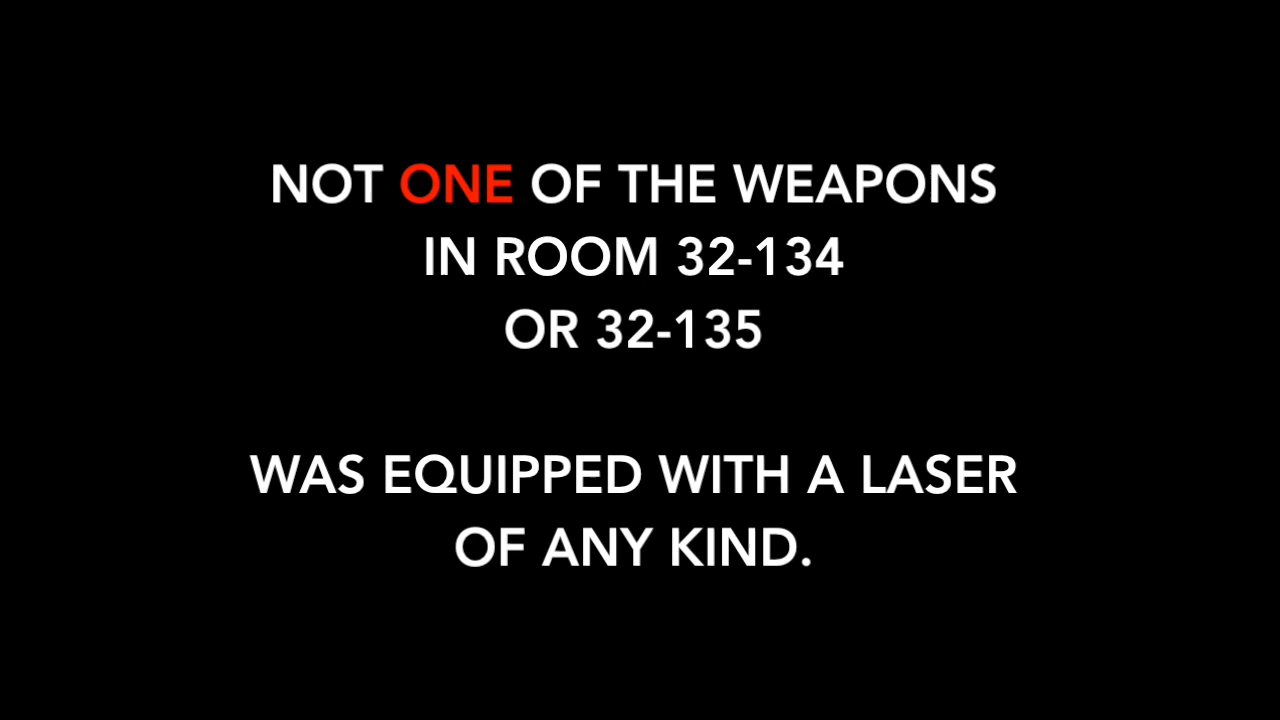 NOT ONE OF THE WEAPONS
IN ROOM 32-134
OR 32-135
WAS EQUIPPED WITH A LASER
OF ANY KIND.